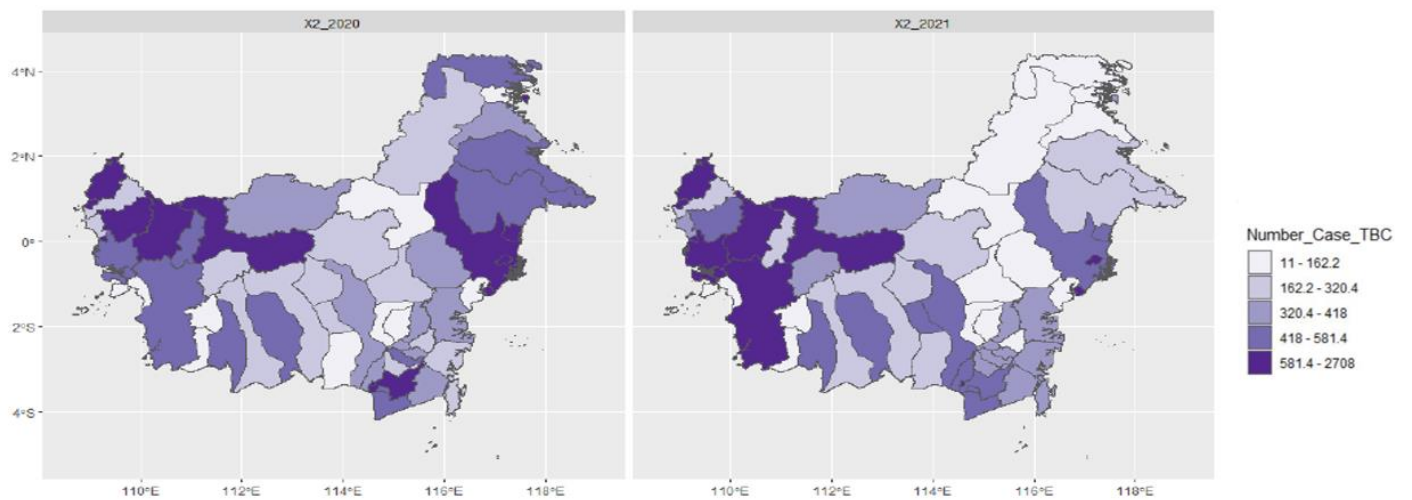 X2_2020
X2_2021
4°N
2°N
0°
2°S
4°S
110°E 112°E 114°E 116°E 118°E
110°E 112°E 114°E 116°E 118°E
Number_Case_TBC
11 - 162.2
162.2 - 320.4
320.4 - 418
418 - 581.4
581.4 - 2708